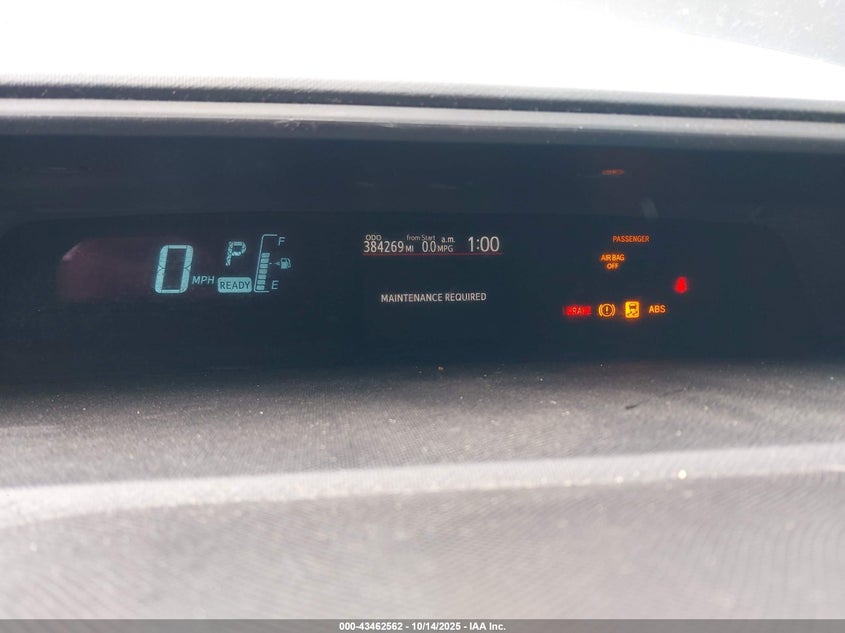 0 MPH
P
READY
F
E
ODO from Start a.m.
384269 MI 0.0 MPG 1:00
MAINTENANCE REQUIRED
PASSENGER
AIR BAG
OFF
BRAKE
ABS
000-43462562 - 10/14/2025 - IAA Inc.